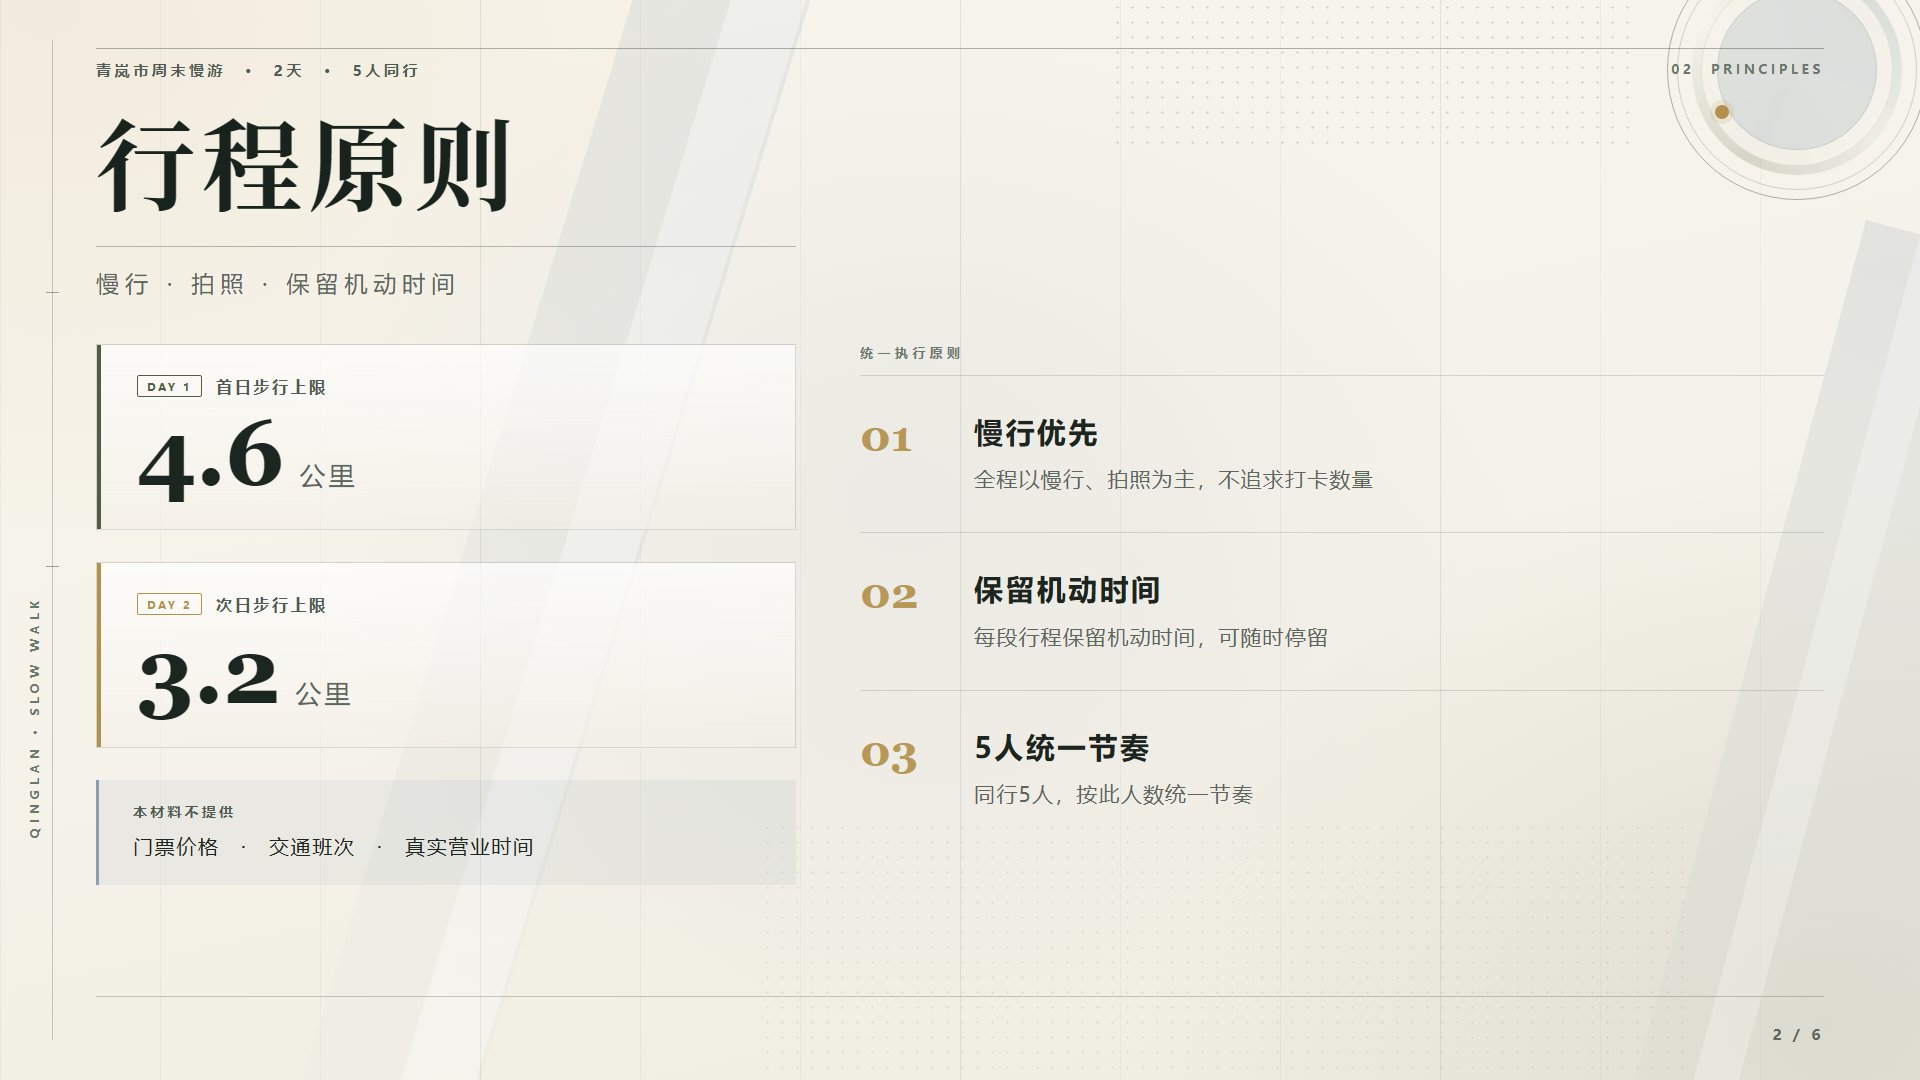 青岚市周末慢游 • 2天 • 5人同行
02 PRINCIPLES
行程原则
慢行 · 拍照 · 保留机动时间
DAY 1 首日步行上限
4.6 公里
DAY 2 次日步行上限
3.2 公里
本材料不提供
门票价格 · 交通班次 · 真实营业时间
统一执行原则
01 慢行优先
全程以慢行、拍照为主，不追求打卡数量
02 保留机动时间
每段行程保留机动时间，可随时停留
03 5人统一节奏
同行5人，按此人数统一节奏
QINGLAN • SLOW WALK
2 / 6